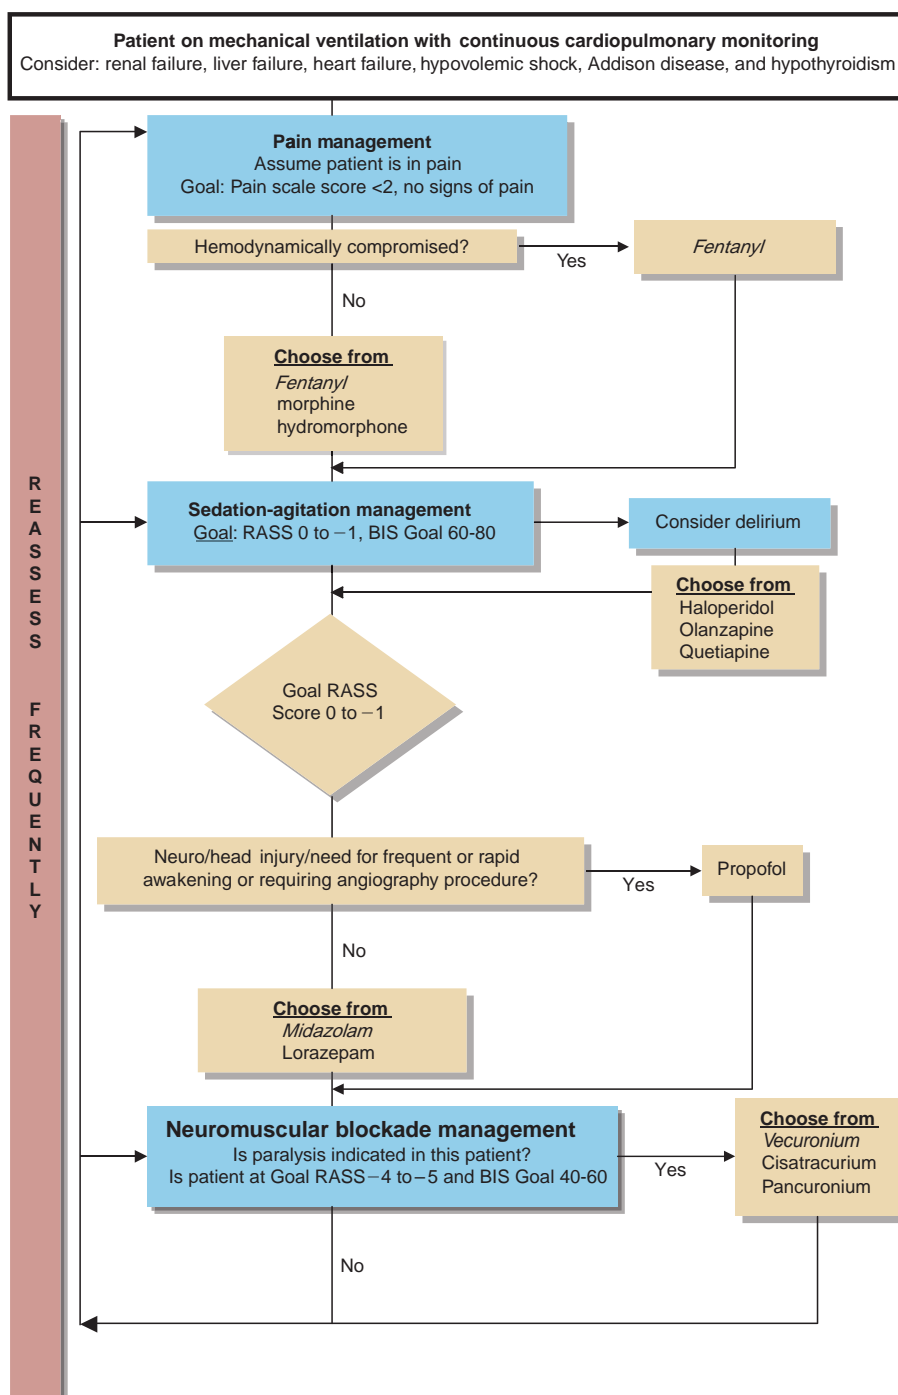 Patient on mechanical ventilation with continuous cardiopulmonary monitoring
Consider: renal failure, liver failure, heart failure, hypovolemic shock, Addison disease, and hypothyroidism
REASSESS FREQUENTLY
Pain management
Assume patient is in pain
Goal: Pain scale score <2, no signs of pain
Hemodynamically compromised?
Yes
Fentanyl
No
Choose from
Fentanyl
morphine
hydromorphone
Sedation-agitation management
Goal: RASS 0 to −1, BIS Goal 60-80
Consider delirium
Choose from
Haloperidol
Olanzapine
Quetiapine
Goal RASS
Score 0 to −1
Neuro/head injury/need for frequent or rapid
awakening or requiring angiography procedure?
Yes
Propofol
No
Choose from
Midazolam
Lorazepam
Neuromuscular blockade management
Is paralysis indicated in this patient?
Is patient at Goal RASS−4 to−5 and BIS Goal 40-60
Yes
Choose from
Vecuronium
Cisatracurium
Pancuronium
No